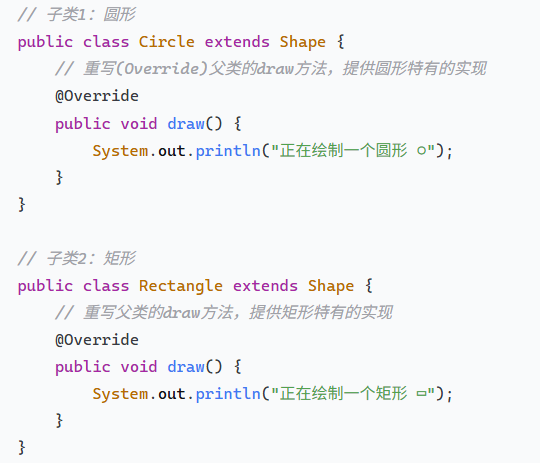 // 子类1：圆形
public class Circle extends Shape {
    // 重写(Override)父类的draw方法，提供圆形特有的实现
    @Override
    public void draw() {
        System.out.println("正在绘制一个圆形 ○");
    }
}

// 子类2：矩形
public class Rectangle extends Shape {
    // 重写父类的draw方法，提供矩形特有的实现
    @Override
    public void draw() {
        System.out.println("正在绘制一个矩形 ▭");
    }
}